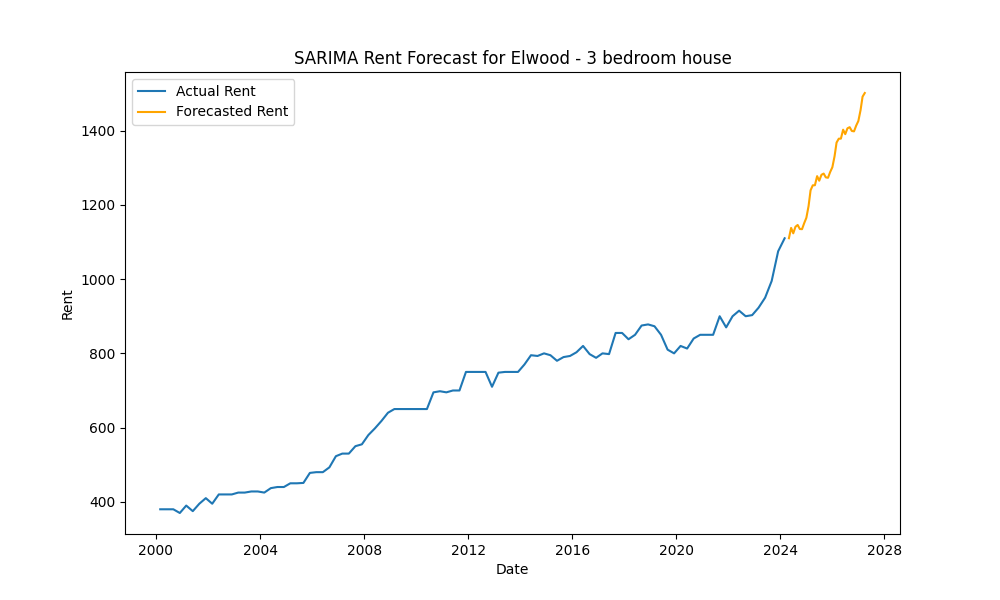 SARIMA Rent Forecast for Elwood - 3 bedroom house
Actual Rent
Forecasted Rent
1400
1200
1000
800
600
400
Rent
2000 2004 2008 2012 2016 2020 2024 2028
Date